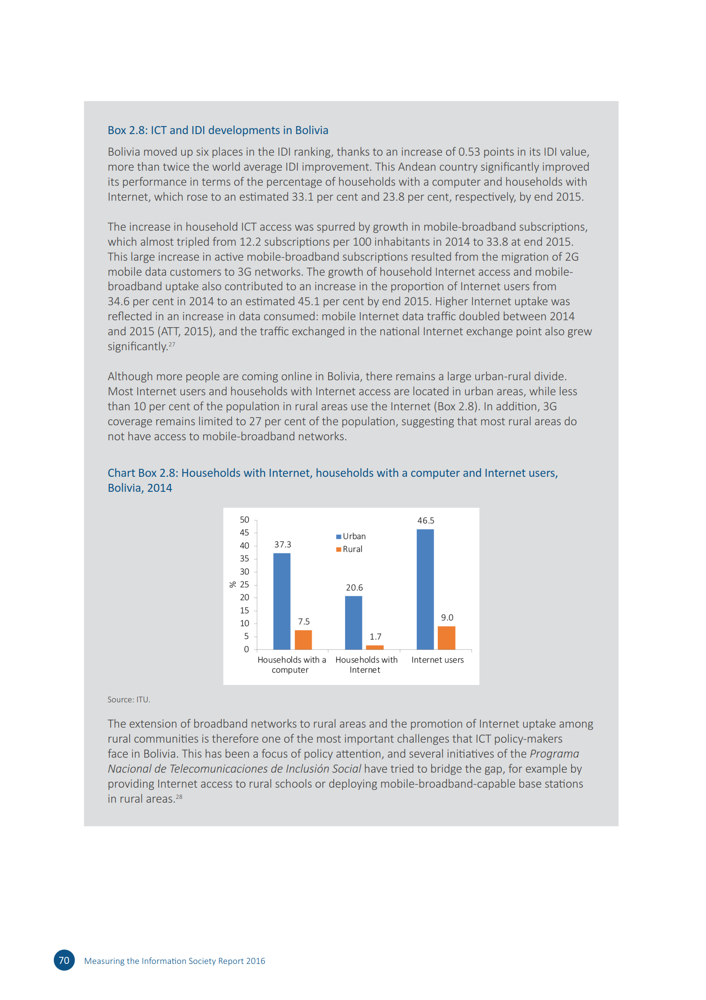 Box 2.8: ICT and IDI developments in Bolivia
Bolivia moved up six places in the IDI ranking, thanks to an increase of 0.53 points in its IDI value,
more than twice the world average IDI improvement. This Andean country significantly improved
its performance in terms of the percentage of households with a computer and households with
Internet, which rose to an estimated 33.1 per cent and 23.8 per cent, respectively, by end 2015.
The increase in household ICT access was spurred by growth in mobile-broadband subscriptions,
which almost tripled from 12.2 subscriptions per 100 inhabitants in 2014 to 33.8 at end 2015.
This large increase in active mobile-broadband subscriptions resulted from the migration of 2G
mobile data customers to 3G networks. The growth of household Internet access and mobile-
broadband uptake also contributed to an increase in the proportion of Internet users from
34.6 per cent in 2014 to an estimated 45.1 per cent by end 2015. Higher Internet uptake was
reflected in an increase in data consumed: mobile Internet data traffic doubled between 2014
and 2015 (ATT, 2015), and the traffic exchanged in the national Internet exchange point also grew
significantly.27
Although more people are coming online in Bolivia, there remains a large urban-rural divide.
Most Internet users and households with Internet access are located in urban areas, while less
than 10 per cent of the population in rural areas use the Internet (Box 2.8). In addition, 3G
coverage remains limited to 27 per cent of the population, suggesting that most rural areas do
not have access to mobile-broadband networks.
Chart Box 2.8: Households with Internet, households with a computer and Internet users,
Bolivia, 2014
50
45
40
35
30
25
20
15
10
5
0
%
Urban
Rural
37.3
7.5
20.6
1.7
46.5
9.0
Households with a
computer
Households with
Internet
Internet users
Source: ITU.
The extension of broadband networks to rural areas and the promotion of Internet uptake among
rural communities is therefore one of the most important challenges that ICT policy-makers
face in Bolivia. This has been a focus of policy attention, and several initiatives of the Programa
Nacional de Telecomunicaciones de Inclusión Social have tried to bridge the gap, for example by
providing Internet access to rural schools or deploying mobile-broadband-capable base stations
in rural areas.28
70
Measuring the Information Society Report 2016